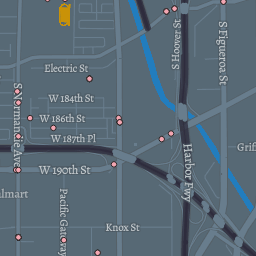 Electric St
W 184th St
W 186th St
W 187th Pl
W 190th St
Knox St
S Normandie Ave
Pacific Gateway
S Hoover St
S Figueroa St
Harbor Fwy